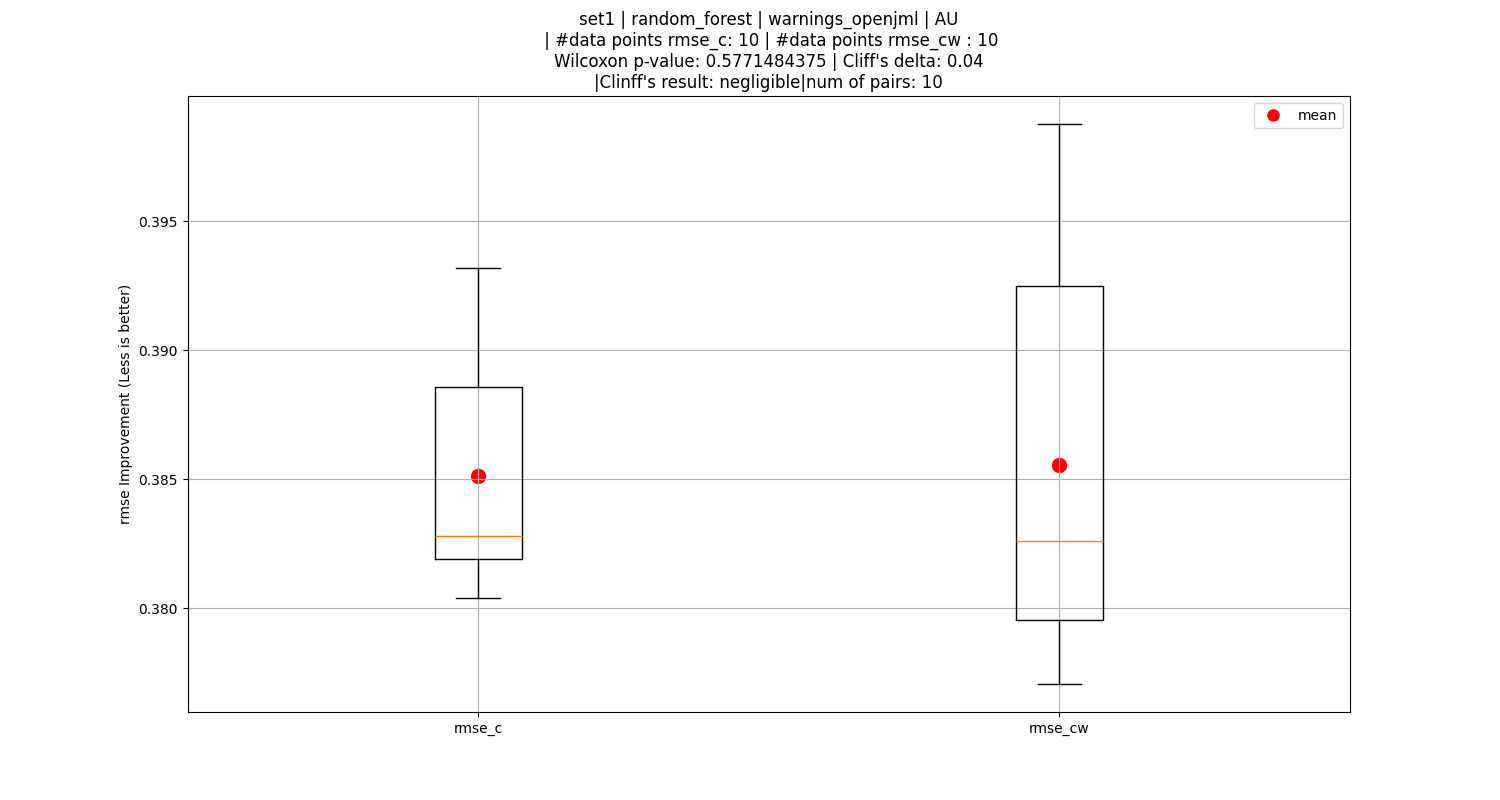 set1 | random_forest | warnings_openjml | AU
| #data points rmse_c: 10 | #data points rmse_cw : 10
Wilcoxon p-value: 0.5771484375 | Cliff's delta: 0.04
|Clinff's result: negligible|num of pairs: 10
mean
0.395
0.390
0.385
0.380
rmse Improvement (Less is better)
rmse_c
rmse_cw